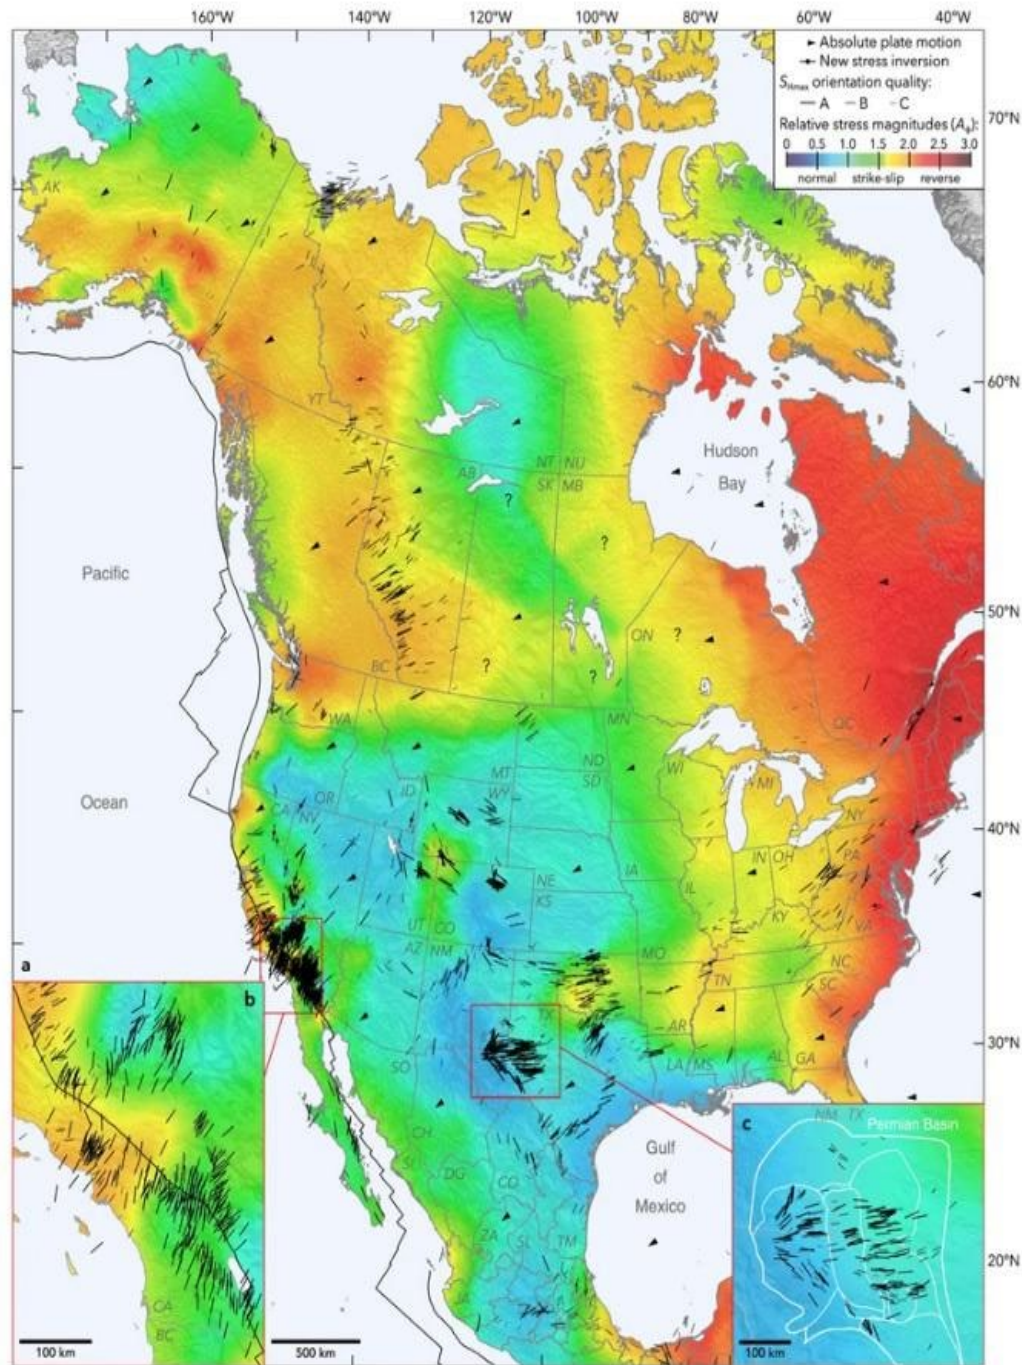 160°W 140°W 120°W 100°W 80°W 60°W 40°W
Absolute plate motion
New stress inversion
SHmax orientation quality:
A B C
Relative stress magnitudes (Aφ):
0 0.5 1.0 1.5 2.0 2.5 3.0
normal strike-slip reverse
70°N
AK
60°N
YT
Hudson
Bay
NT NU
AB
SK MB
?
?
Pacific
50°N
ON
?
?
?
BC
QC
WA
MN
ND
SD
WI
MT
WY
MI
Ocean
OR
ID
CA
NV
NY
40°N
IA
IN OH
PA
NE
KS
IL
UT CO
KY
VA
AZ NM
MO
NC
TN
SC
a
b
TX
AR
30°N
SO
LA MS
AL GA
CH
NM TX
c
Permian Basin
Gulf
of
Mexico
SI
DG
CO
ZA
SL
TM
20°N
CA
BC
100 km
500 km
100 km